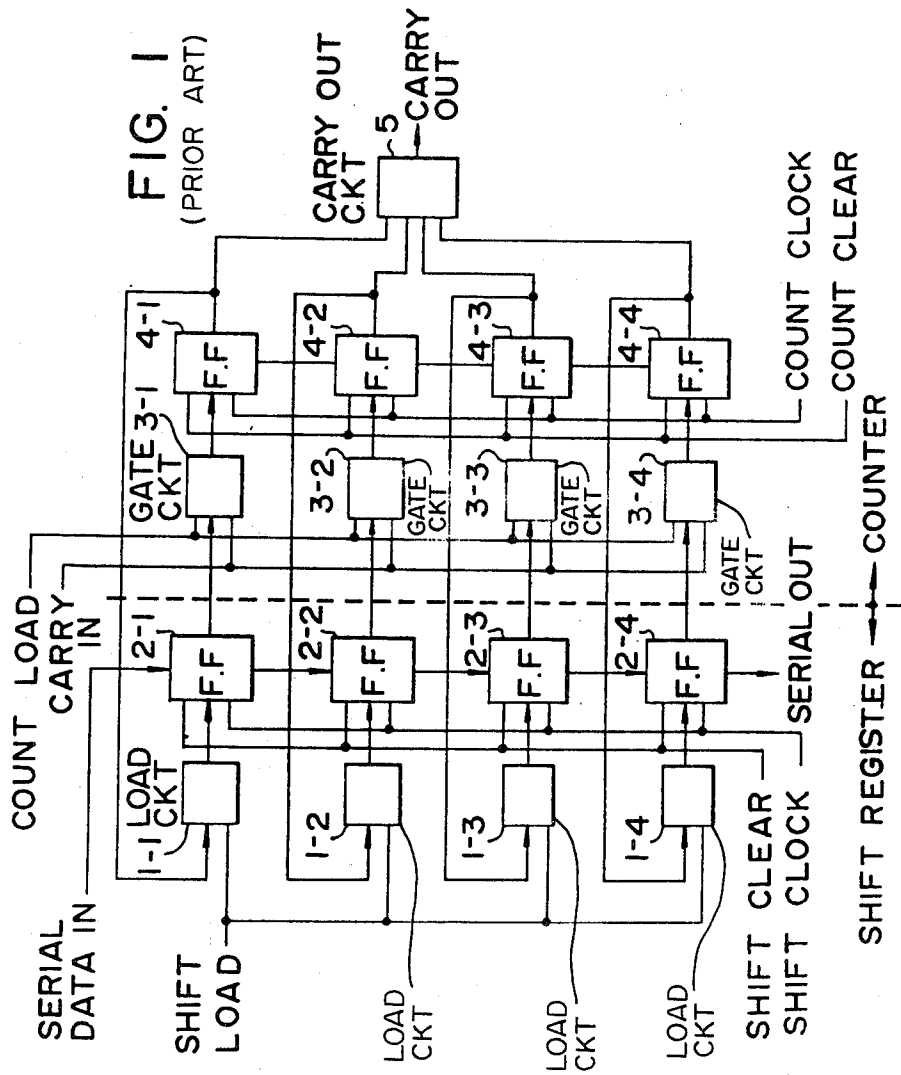 FIG. 1
(PRIOR ART)
COUNT LOAD
CARRY
IN
SERIAL
DATA IN
SHIFT
LOAD
1-1
LOAD
CKT
2-1
F.F
GATE
CKT
3-1
4-1
F.F
CARRY OUT
CKT
5
CARRY
OUT
1-2
LOAD
CKT
2-2
F.F
3-2
GATE
CKT
4-2
F.F
1-3
LOAD
CKT
2-3
F.F
3-3
GATE
CKT
4-3
F.F
1-4
LOAD
CKT
2-4
F.F
3-4
GATE
CKT
4-4
F.F
SHIFT CLEAR
SHIFT CLOCK
SERIAL OUT
COUNT CLOCK
COUNT CLEAR
SHIFT REGISTER
COUNTER